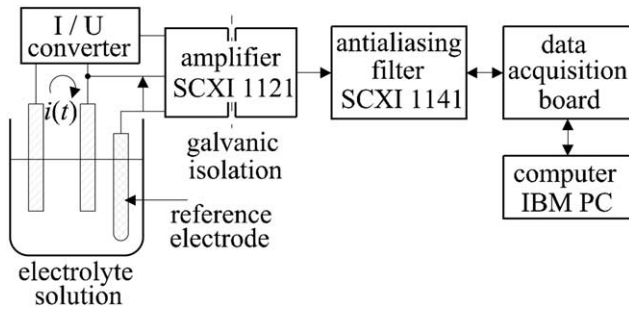 I / U
converter
i(t)
amplifier
SCXI 1121
galvanic
isolation
antialiasing
filter
SCXI 1141
data
acquisition
board
computer
IBM PC
reference
electrode
electrolyte
solution